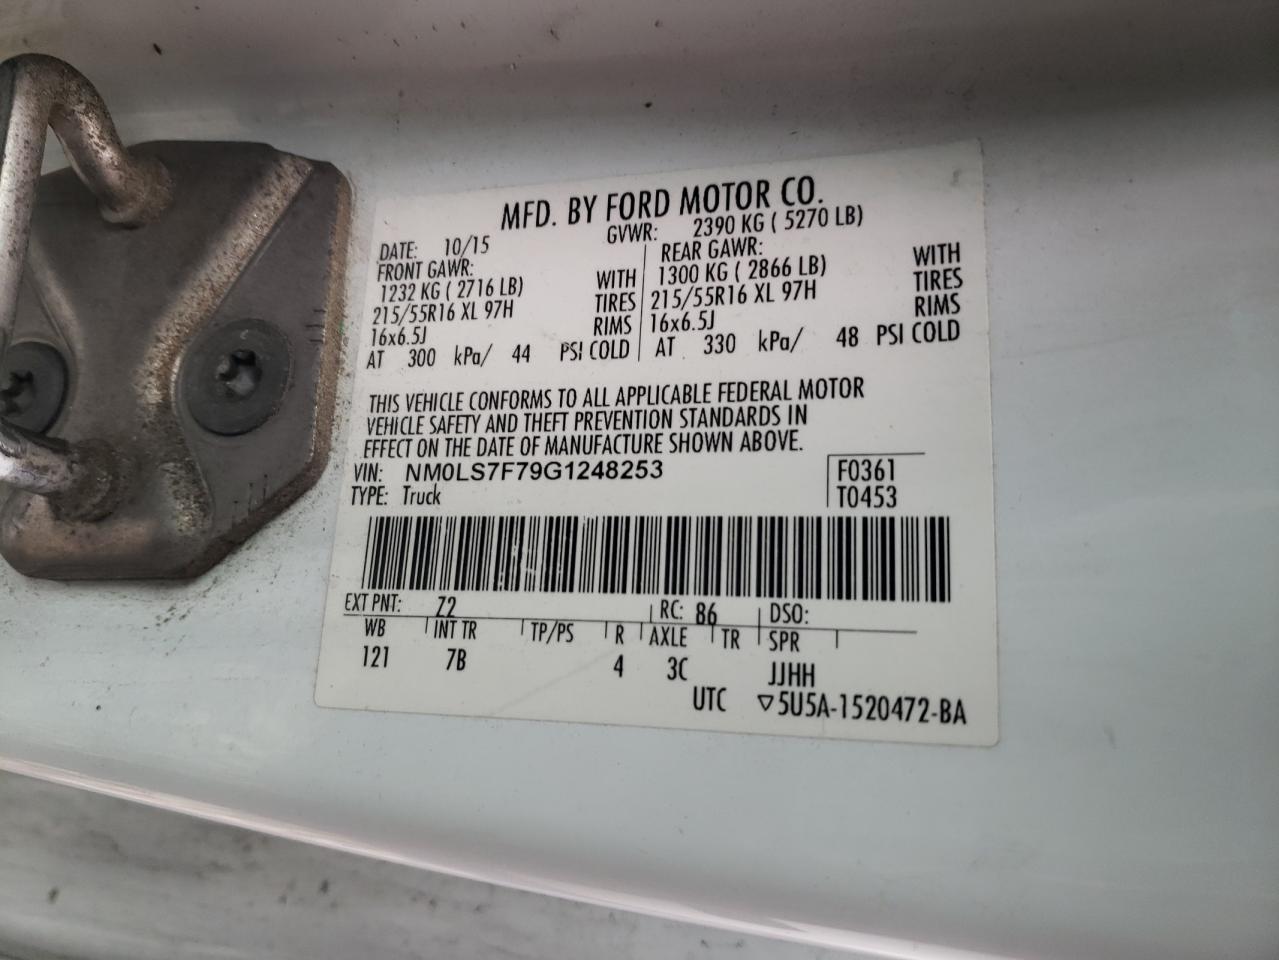 MFD. BY FORD MOTOR CO.
DATE: 10/15 GVWR: 2390 KG ( 5270 LB)
FRONT GAWR: REAR GAWR:
1232 KG ( 2716 LB) WITH 1300 KG ( 2866 LB) WITH
215/55R16 XL 97H TIRES 215/55R16 XL 97H TIRES
16x6.5J RIMS 16x6.5J RIMS
AT 300 kPa/ 44 PSI COLD AT 330 kPa/ 48 PSI COLD
THIS VEHICLE CONFORMS TO ALL APPLICABLE FEDERAL MOTOR
VEHICLE SAFETY AND THEFT PREVENTION STANDARDS IN
EFFECT ON THE DATE OF MANUFACTURE SHOWN ABOVE.
VIN: NM0LS7F79G1248253 F0361
TYPE: Truck T0453
EXT PNT: Z2 RC: 86 DSO:
WB INT TR TP/PS R AXLE TR SPR
121 7B 4 3C JJHH
UTC ▽5U5A-1520472-BA